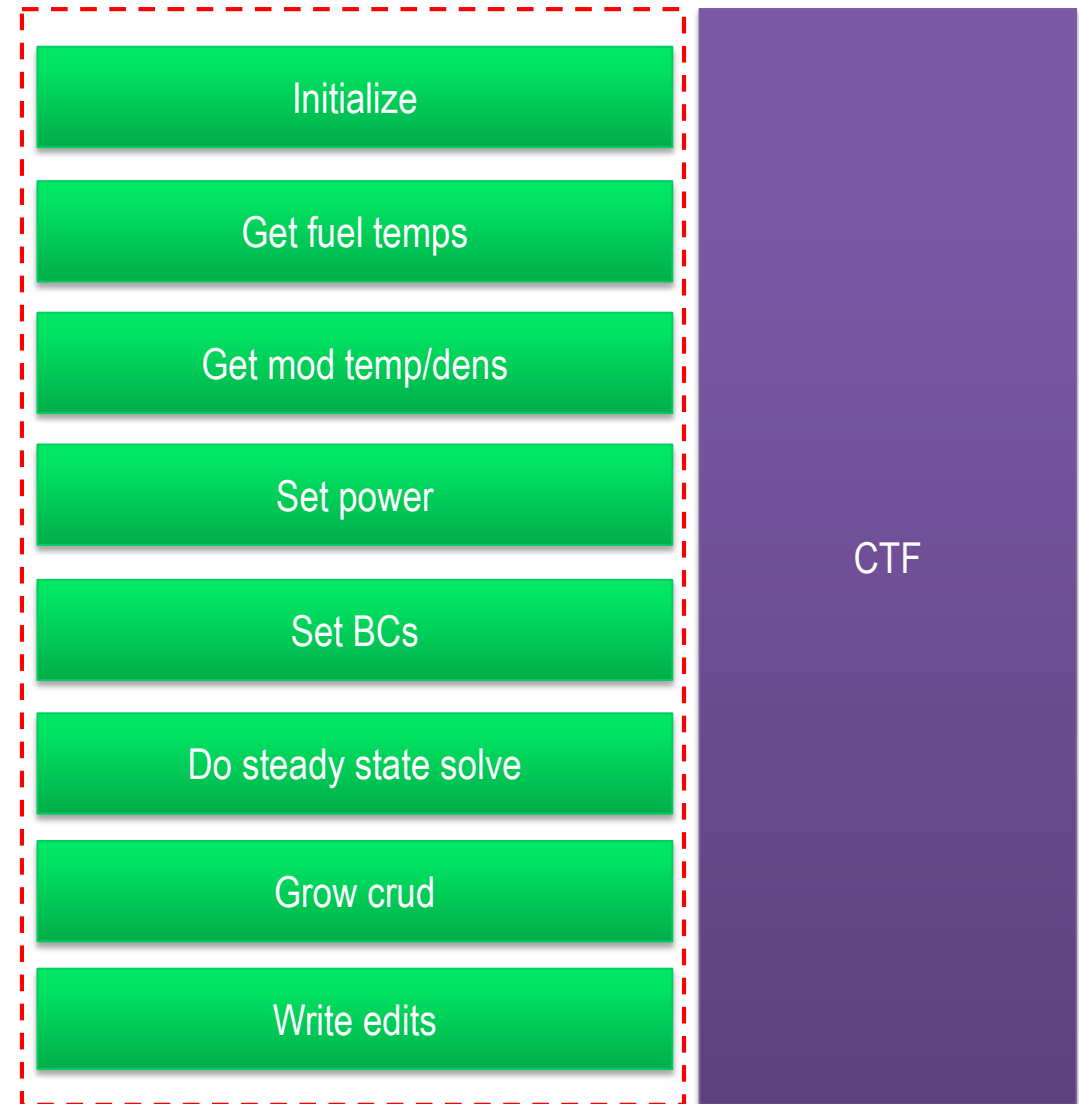 Initialize
Get fuel temps
Get mod temp/dens
Set power
Set BCs
Do steady state solve
Grow crud
Write edits
CTF